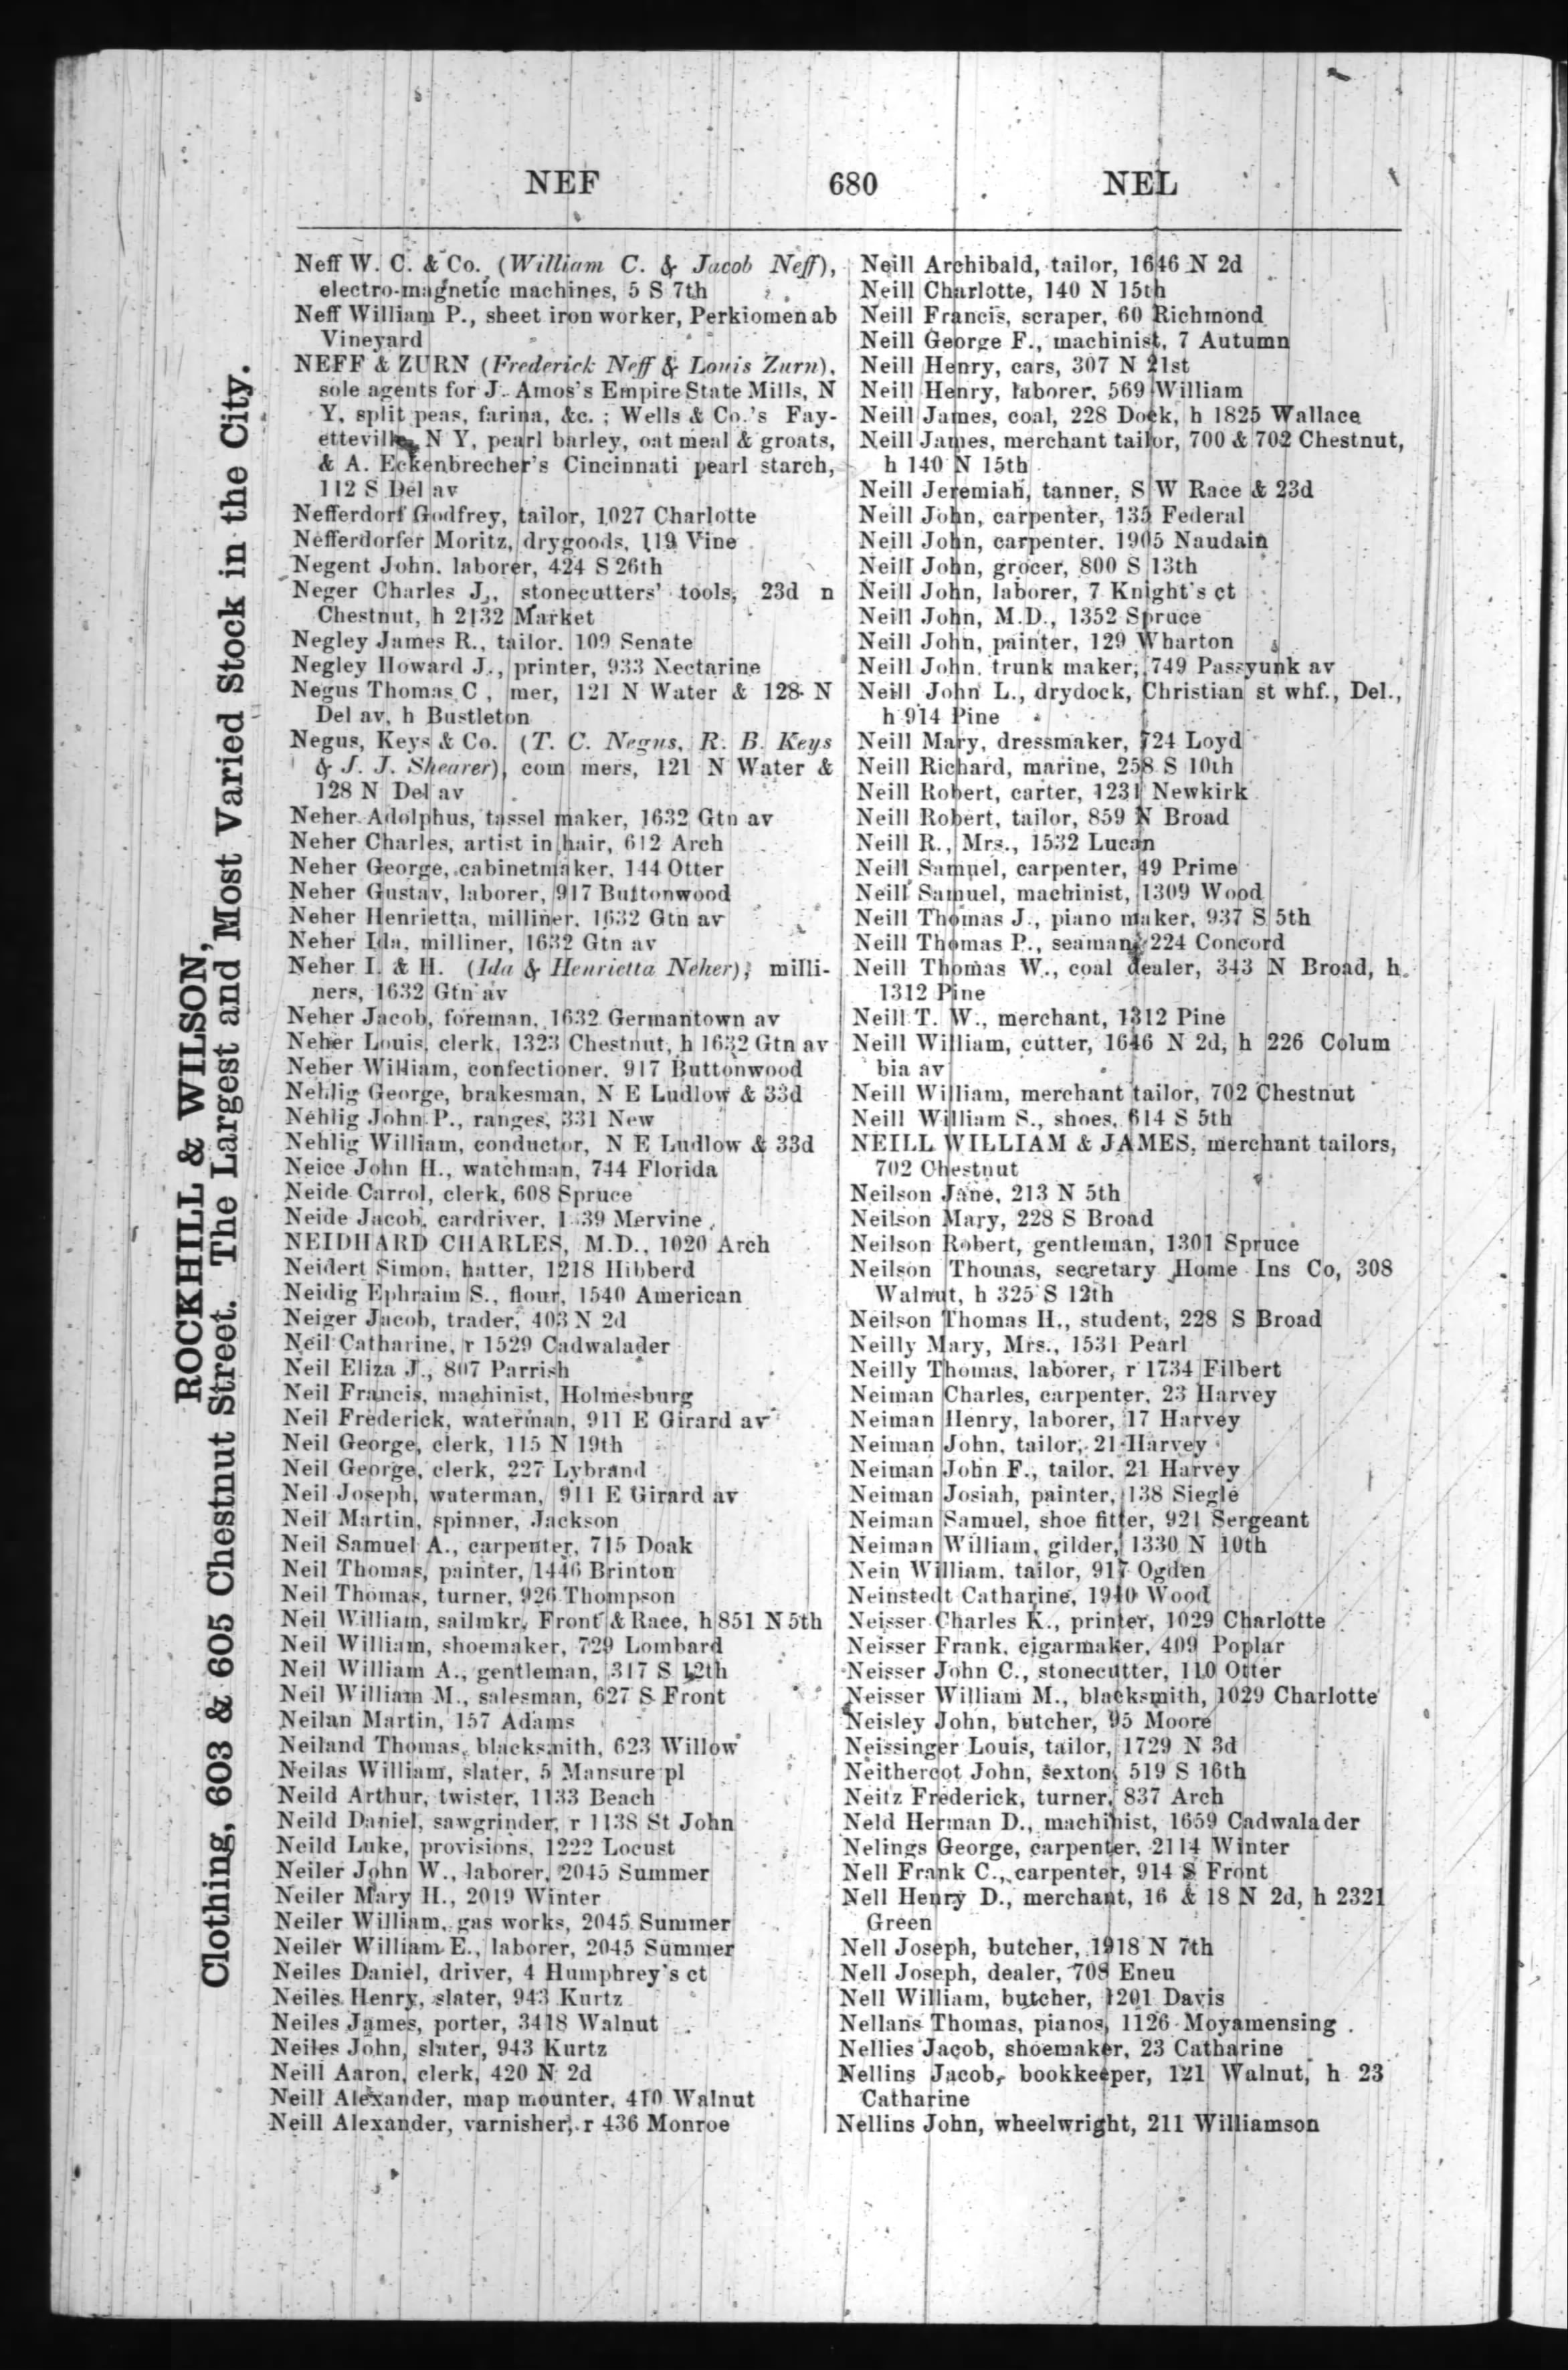 NEF 680 NEL
ROCKHILL & WILSON,
Clothing, 603 & 605 Chestnut Street. The Largest and Most Varied Stock in the City.
Neff W. C. & Co. (William C. & Jacob Neff),
electro-magnetic machines, 5 S 7th
Neff William P., sheet iron worker, Perkiomen ab
Vineyard
NEFF & ZURN (Frederick Neff & Louis Zurn),
sole agents for J. Amos's Empire State Mills, N
Y, split peas, farina, &c. ; Wells & Co.'s Fay-
etteville, N Y, pearl barley, oat meal & groats,
& A. Eckenbrecher's Cincinnati pearl starch,
112 S Del av
Nefferdorf Godfrey, tailor, 1027 Charlotte
Nefferdorfer Moritz, drygoods, 119 Vine
Negent John, laborer, 424 S 26th
Neger Charles J., stonecutters' tools, 23d n
Chestnut, h 2132 Market
Negley James R., tailor, 109 Senate
Negley Howard J., printer, 933 Nectarine
Negus Thomas C , mer, 121 N Water & 128 N
Del av, h Bustleton
Negus, Keys & Co. (T. C. Negus, R. B. Keys
& J. J. Shearer), com mers, 121 N Water &
128 N Del av
Neher Adolphus, tassel maker, 1632 Gtn av
Neher Charles, artist in hair, 612 Arch
Neher George, cabinetmaker, 144 Otter
Neher Gustav, laborer, 917 Buttonwood
Neher Henrietta, milliner, 1632 Gtn av
Neher Ida, milliner, 1632 Gtn av
Neher I. & H. (Ida & Henrietta Neher), milli-
ners, 1632 Gtn av
Neher Jacob, foreman, 1632 Germantown av
Neher Louis, clerk, 1323 Chestnut, h 1632 Gtn av
Neher William, confectioner, 917 Buttonwood
Nehlig George, brakesman, N E Ludlow & 33d
Nehlig John P., ranges, 331 New
Nehlig William, conductor, N E Ludlow & 33d
Neice John H., watchman, 744 Florida
Neide Carrol, clerk, 608 Spruce
Neide Jacob, cardriver, Mervine
NEIDHARD CHARLES, M.D., 1020 Arch
Neidert Simon, hatter, 1218 Hibberd
Neidig Ephraim S., flour, 1540 American
Neiger Jacob, trader, 403 N 2d
Neil Catharine, r 1529 Cadwalader
Neil Eliza J., 807 Parrish
Neil Francis, machinist, Holmesburg
Neil Frederick, waterman, 911 E Girard av
Neil George, clerk, 115 N 19th
Neil George, clerk, 227 Lybrand
Neil Joseph, waterman, 911 E Girard av
Neil Martin, spinner, Jackson
Neil Samuel A., carpenter, 715 Doak
Neil Thomas, painter, 1446 Brinton
Neil Thomas, turner, 926 Thompson
Neil William, sailmkr, Front & Race, h 851 N 5th
Neil William, shoemaker, 729 Lombard
Neil William A., gentleman, 317 S 12th
Neil William M., salesman, 627 S Front
Neilan Martin, 157 Adams
Neiland Thomas, blacksmith, 623 Willow
Neilas William, slater, 5 Mansure pl
Neild Arthur, twister, 1133 Beach
Neild Daniel, sawgrinder, r 1138 St John
Neild Luke, provisions, 1222 Locust
Neiler John W., laborer, 2045 Summer
Neiler Mary H., 2019 Winter
Neiler William, gas works, 2045 Summer
Neiler William E., laborer, 2045 Summer
Neiles Daniel, driver, 4 Humphrey's ct
Neiles Henry, slater, 943 Kurtz
Neiles James, porter, 3418 Walnut
Neiles John, slater, 943 Kurtz
Neill Aaron, clerk, 420 N 2d
Neill Alexander, map mounter, 410 Walnut
Neill Alexander, varnisher, r 436 Monroe
Neill Archibald, tailor, 1646 N 2d
Neill Charlotte, 140 N 15th
Neill Francis, scraper, 60 Richmond
Neill George F., machinist, 7 Autumn
Neill Henry, cars, 307 N 21st
Neill Henry, laborer, 569 William
Neill James, coal, 228 Dock, h 1825 Wallace
Neill James, merchant tailor, 700 & 702 Chestnut,
h 140 N 15th
Neill Jeremiah, tanner, S W Race & 23d
Neill John, carpenter, 135 Federal
Neill John, carpenter, 1905 Naudain
Neill John, grocer, 800 S 13th
Neill John, laborer, 7 Knight's ct
Neill John, M.D., 1352 Spruce
Neill John, painter, 129 Wharton
Neill John, trunk maker, 749 Passyunk av
Neill John L., drydock, Christian st whf., Del.,
h 914 Pine
Neill Mary, dressmaker, 724 Loyd
Neill Richard, marine, 258 S 10th
Neill Robert, carter, 1231 Newkirk
Neill Robert, tailor, 859 N Broad
Neill R., Mrs., 1532 Lucan
Neill Samuel, carpenter, 49 Prime
Neill Samuel, machinist, 1309 Wood
Neill Thomas J., piano maker, 937 S 5th
Neill Thomas P., seaman, 224 Concord
Neill Thomas W., coal dealer, 343 N Broad, h
1312 Pine
Neill T. W., merchant, 1312 Pine
Neill William, cutter, 1646 N 2d, h 226 Colum
bia av
Neill William, merchant tailor, 702 Chestnut
Neill William S., shoes, 614 S 5th
NEILL WILLIAM & JAMES, merchant tailors,
702 Chestnut
Neilson Jane, 213 N 5th
Neilson Mary, 228 S Broad
Neilson Robert, gentleman, 1301 Spruce
Neilson Thomas, secretary Home Ins Co, 308
Walnut, h 325 S 12th
Neilson Thomas H., student, 228 S Broad
Neilly Mary, Mrs., 1531 Pearl
Neilly Thomas, laborer, r 1734 Filbert
Neiman Charles, carpenter, 23 Harvey
Neiman Henry, laborer, 17 Harvey
Neiman John, tailor, 21 Harvey
Neiman John F., tailor, 21 Harvey
Neiman Josiah, painter, 138 Siegle
Neiman Samuel, shoe fitter, 921 Sergeant
Neiman William, gilder, 1330 N 10th
Nein William, tailor, 917 Ogden
Neinstedt Catharine, 1940 Wood
Neisser Charles K., printer, 1029 Charlotte
Neisser Frank, cigarmaker, 409 Poplar
Neisser John C., stonecutter, 110 Otter
Neisser William M., blacksmith, 1029 Charlotte
Neisley John, butcher, 95 Moore
Neissinger Louis, tailor, 1729 N 3d
Neithercot John, sexton, 519 S 16th
Neitz Frederick, turner, 837 Arch
Neld Herman D., machinist, 1659 Cadwalader
Nelings George, carpenter, 2114 Winter
Nell Frank C., carpenter, 914 S Front
Nell Henry D., merchant, 16 & 18 N 2d, h 2321
Green
Nell Joseph, butcher, 1918 N 7th
Nell Joseph, dealer, 708 Eneu
Nell William, butcher, 1201 Davis
Nellans Thomas, pianos, 1126 Moyamensing
Nellies Jacob, shoemaker, 23 Catharine
Nellins Jacob, bookkeeper, 121 Walnut, h 23
Catharine
Nellins John, wheelwright, 211 Williamson